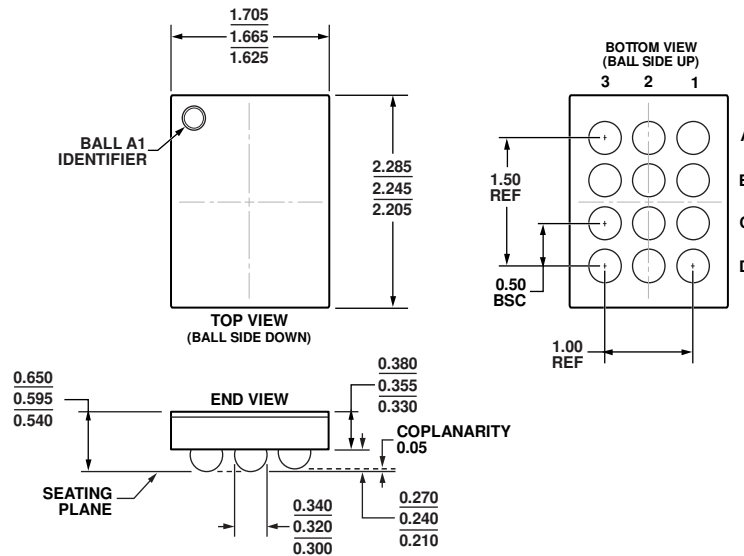 1.705
1.665
1.625
BOTTOM VIEW
(BALL SIDE UP)
3 2 1
BALL A1
IDENTIFIER
A
2.285
2.245
2.205
1.50
REF
0.50
BSC
D
TOP VIEW
(BALL SIDE DOWN)
1.00
REF
0.650
0.595
0.540
END VIEW
0.380
0.355
0.330
COPLANARITY
0.05
SEATING
PLANE
0.340
0.320
0.300
0.270
0.240
0.210